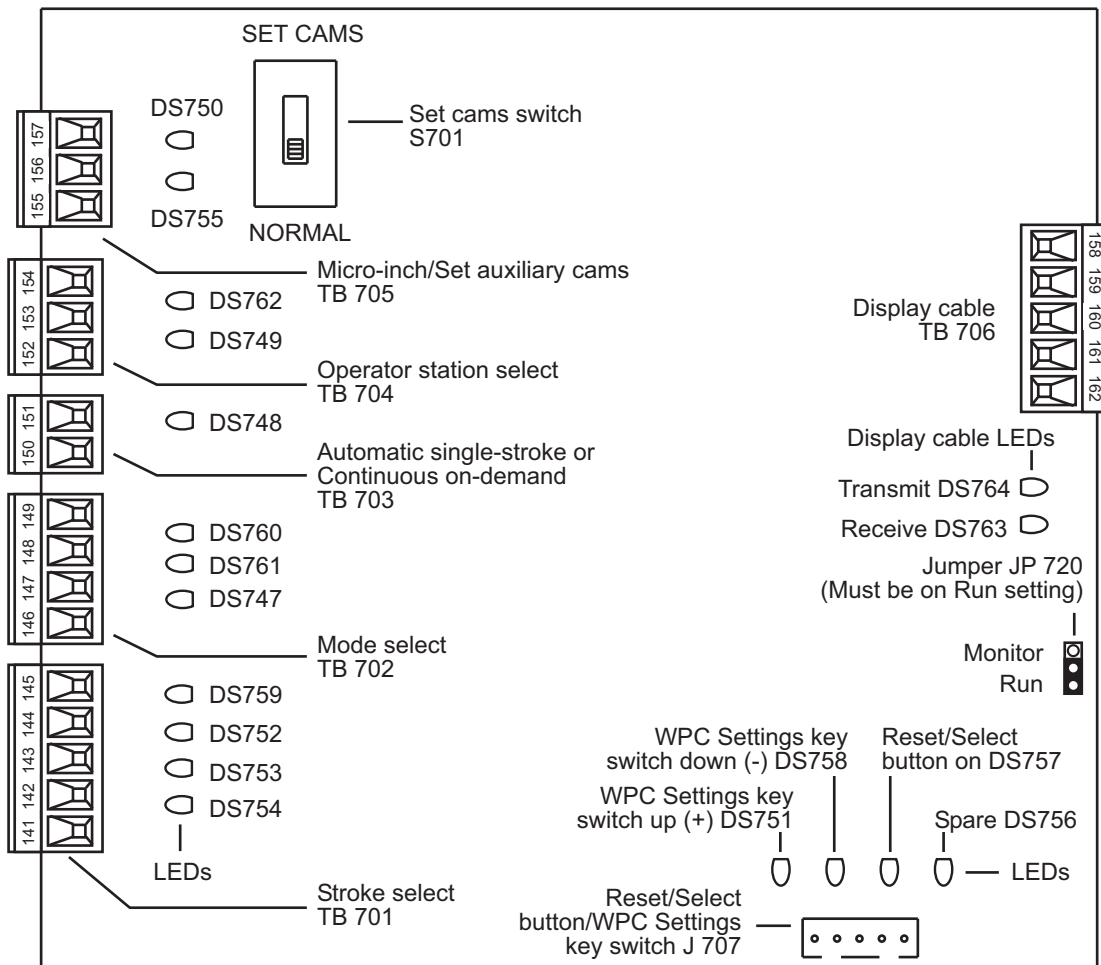 SET CAMS
DS750
Set cams switch
S701
157
156
155
DS755
NORMAL
Micro-inch/Set auxiliary cams
TB 705
154
153
152
DS762
DS749
Operator station select
TB 704
151
150
DS748
Automatic single-stroke or
Continuous on-demand
TB 703
149
148
147
146
DS760
DS761
DS747
Mode select
TB 702
145
144
143
142
141
DS759
DS752
DS753
DS754
LEDs
Stroke select
TB 701
Display cable
TB 706
158
159
160
161
162
Display cable LEDs
Transmit DS764
Receive DS763
Jumper JP 720
(Must be on Run setting)
Monitor
Run
WPC Settings key
switch down (-) DS758
Reset/Select
button on DS757
WPC Settings key
switch up (+) DS751
Spare DS756
LEDs
Reset/Select
button/WPC Settings
key switch J 707